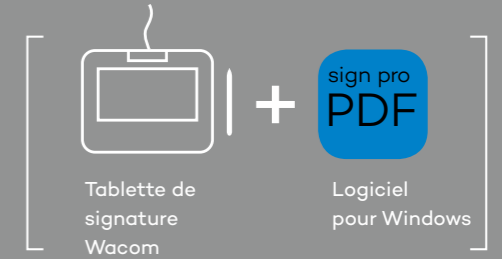 sign pro
PDF
Tablette de
signature
Wacom
Logiciel
pour Windows